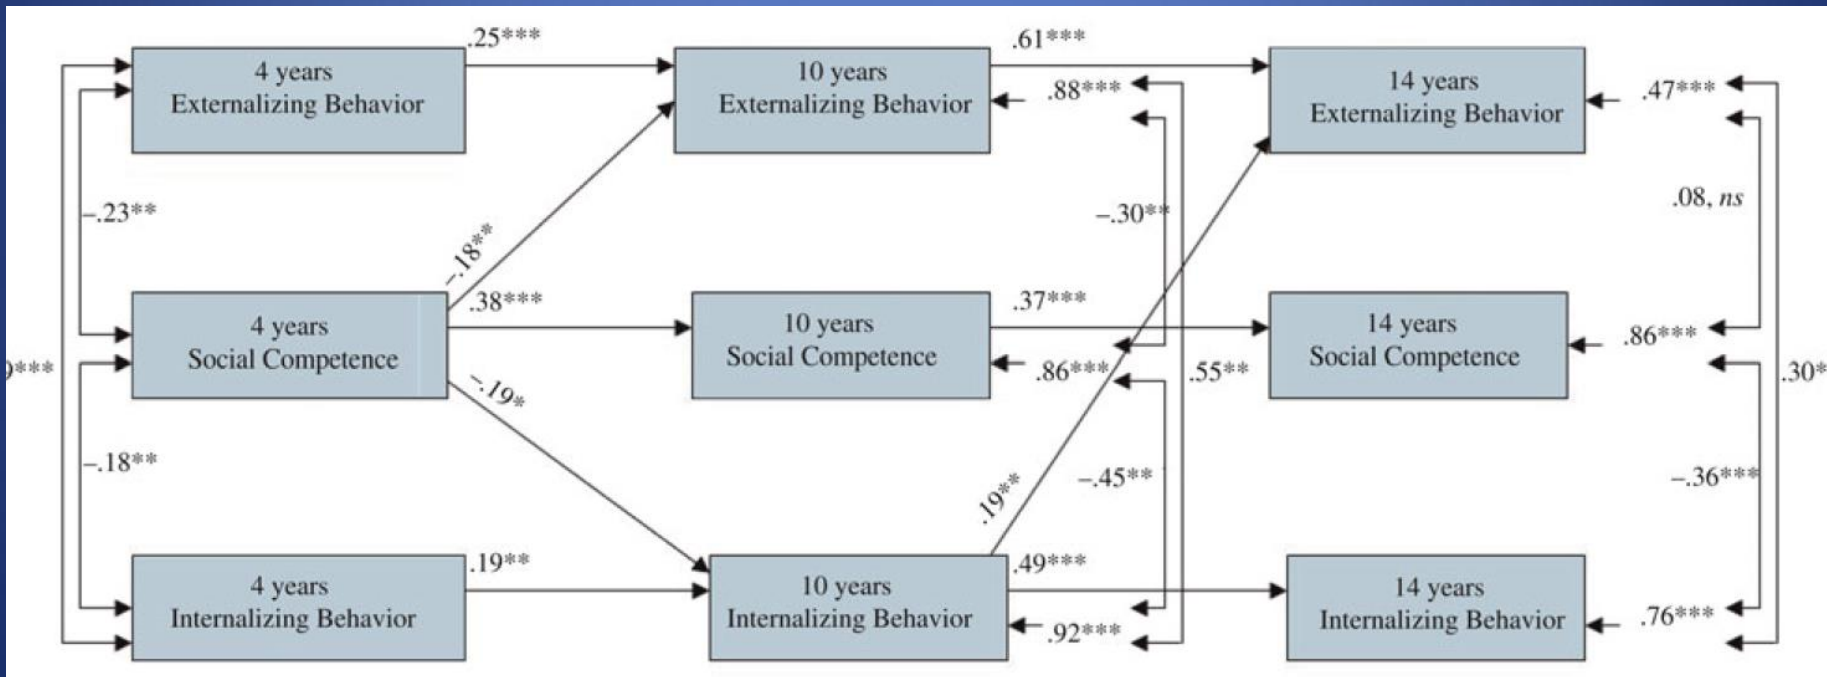 .25***
.61***
4 years
Externalizing Behavior
10 years
Externalizing Behavior
.88***
14 years
Externalizing Behavior
.47***
–.23**
–.18**
–.30**
.08, ns
4 years
Social Competence
.38***
10 years
Social Competence
.37***
.86***
14 years
Social Competence
.86***
9***
–.19*
.55**
.30*
–.18**
.19**
–.45**
–.36***
4 years
Internalizing Behavior
.19**
10 years
Internalizing Behavior
.49***
.92***
14 years
Internalizing Behavior
.76***